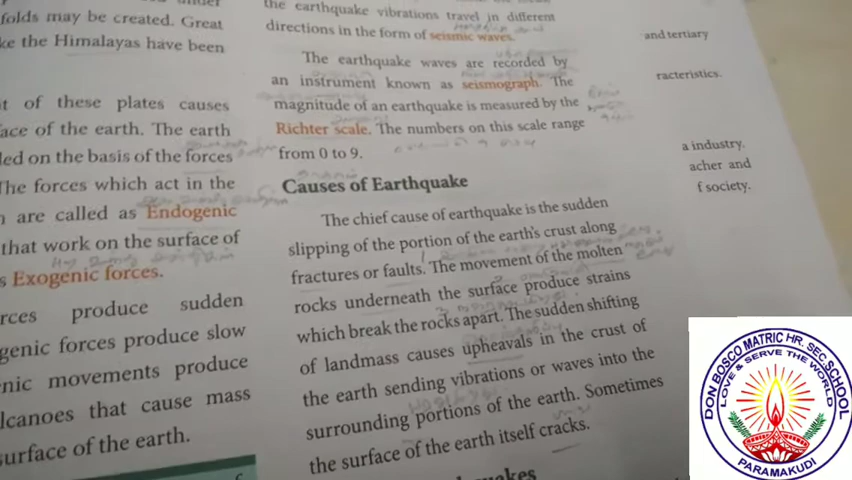 folds may be created. Great
ke the Himalayas have been
t of these plates causes
face of the earth. The earth
led on the basis of the forces
The forces which act in the
are called as Endogenic
that work on the surface of
s Exogenic forces.
rces produce sudden
genic forces produce slow
enic movements produce
lcanoes that cause mass
surface of the earth.
the earthquake vibrations travel in different
directions in the form of seismic waves.
The earthquake waves are recorded by
an instrument known as seismograph. The
magnitude of an earthquake is measured by the
Richter scale. The numbers on this scale range
from 0 to 9.
Causes of Earthquake
The chief cause of earthquake is the sudden
slipping of the portion of the earth's crust along
fractures or faults. The movement of the molten
rocks underneath the surface produce strains
which break the rocks apart. The sudden shifting
of landmass causes upheavals in the crust of
the earth sending vibrations or waves into the
surrounding portions of the earth. Sometimes
the surface of the earth itself cracks.
and tertiary
racteristics.
a industry.
acher and
f society.
DON BOSCO MATRIC HR. SEC SCHOOL
LOVE & SERVE THE WORLD
PARAMAKUDI